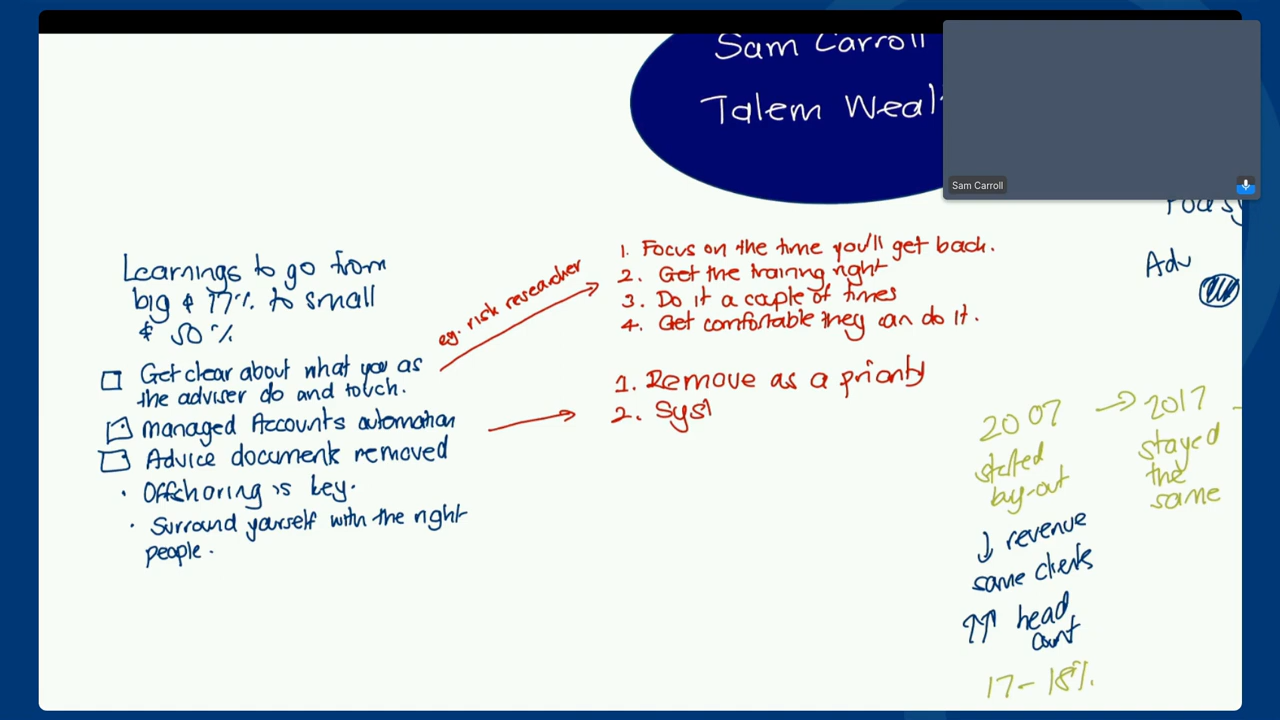 Sam Carroll
Talem Weal
Sam Carroll
Learnings to go from
big & 17% to small
& 50%
Get clear about what you as
the adviser do and touch.
Managed Accounts automation
Advice document removed
· Offshoring is key.
· Surround yourself with the right
people.
eg. risk researcher
1. Focus on the time you'll get back.
2. Get the training right
3. Do it a couple of times
4. Get comfortable they can do it.
1. Remove as a priority
2. Syst
Adv
2007 → 2017
started
buy-out
stayed
the
same
↓ revenue
same clients
↑↑ head
count
17-18%.